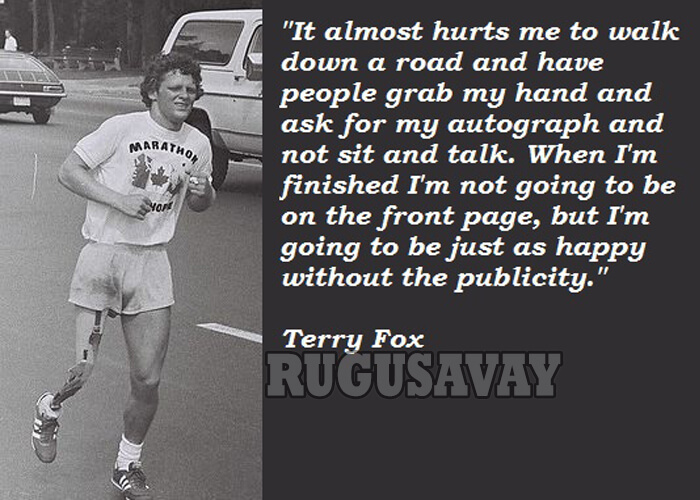 MARATHON
HOPE
"It almost hurts me to walk
down a road and have
people grab my hand and
ask for my autograph and
not sit and talk. When I'm
finished I'm not going to be
on the front page, but I'm
going to be just as happy
without the publicity."
Terry Fox
RUGUSAVAY